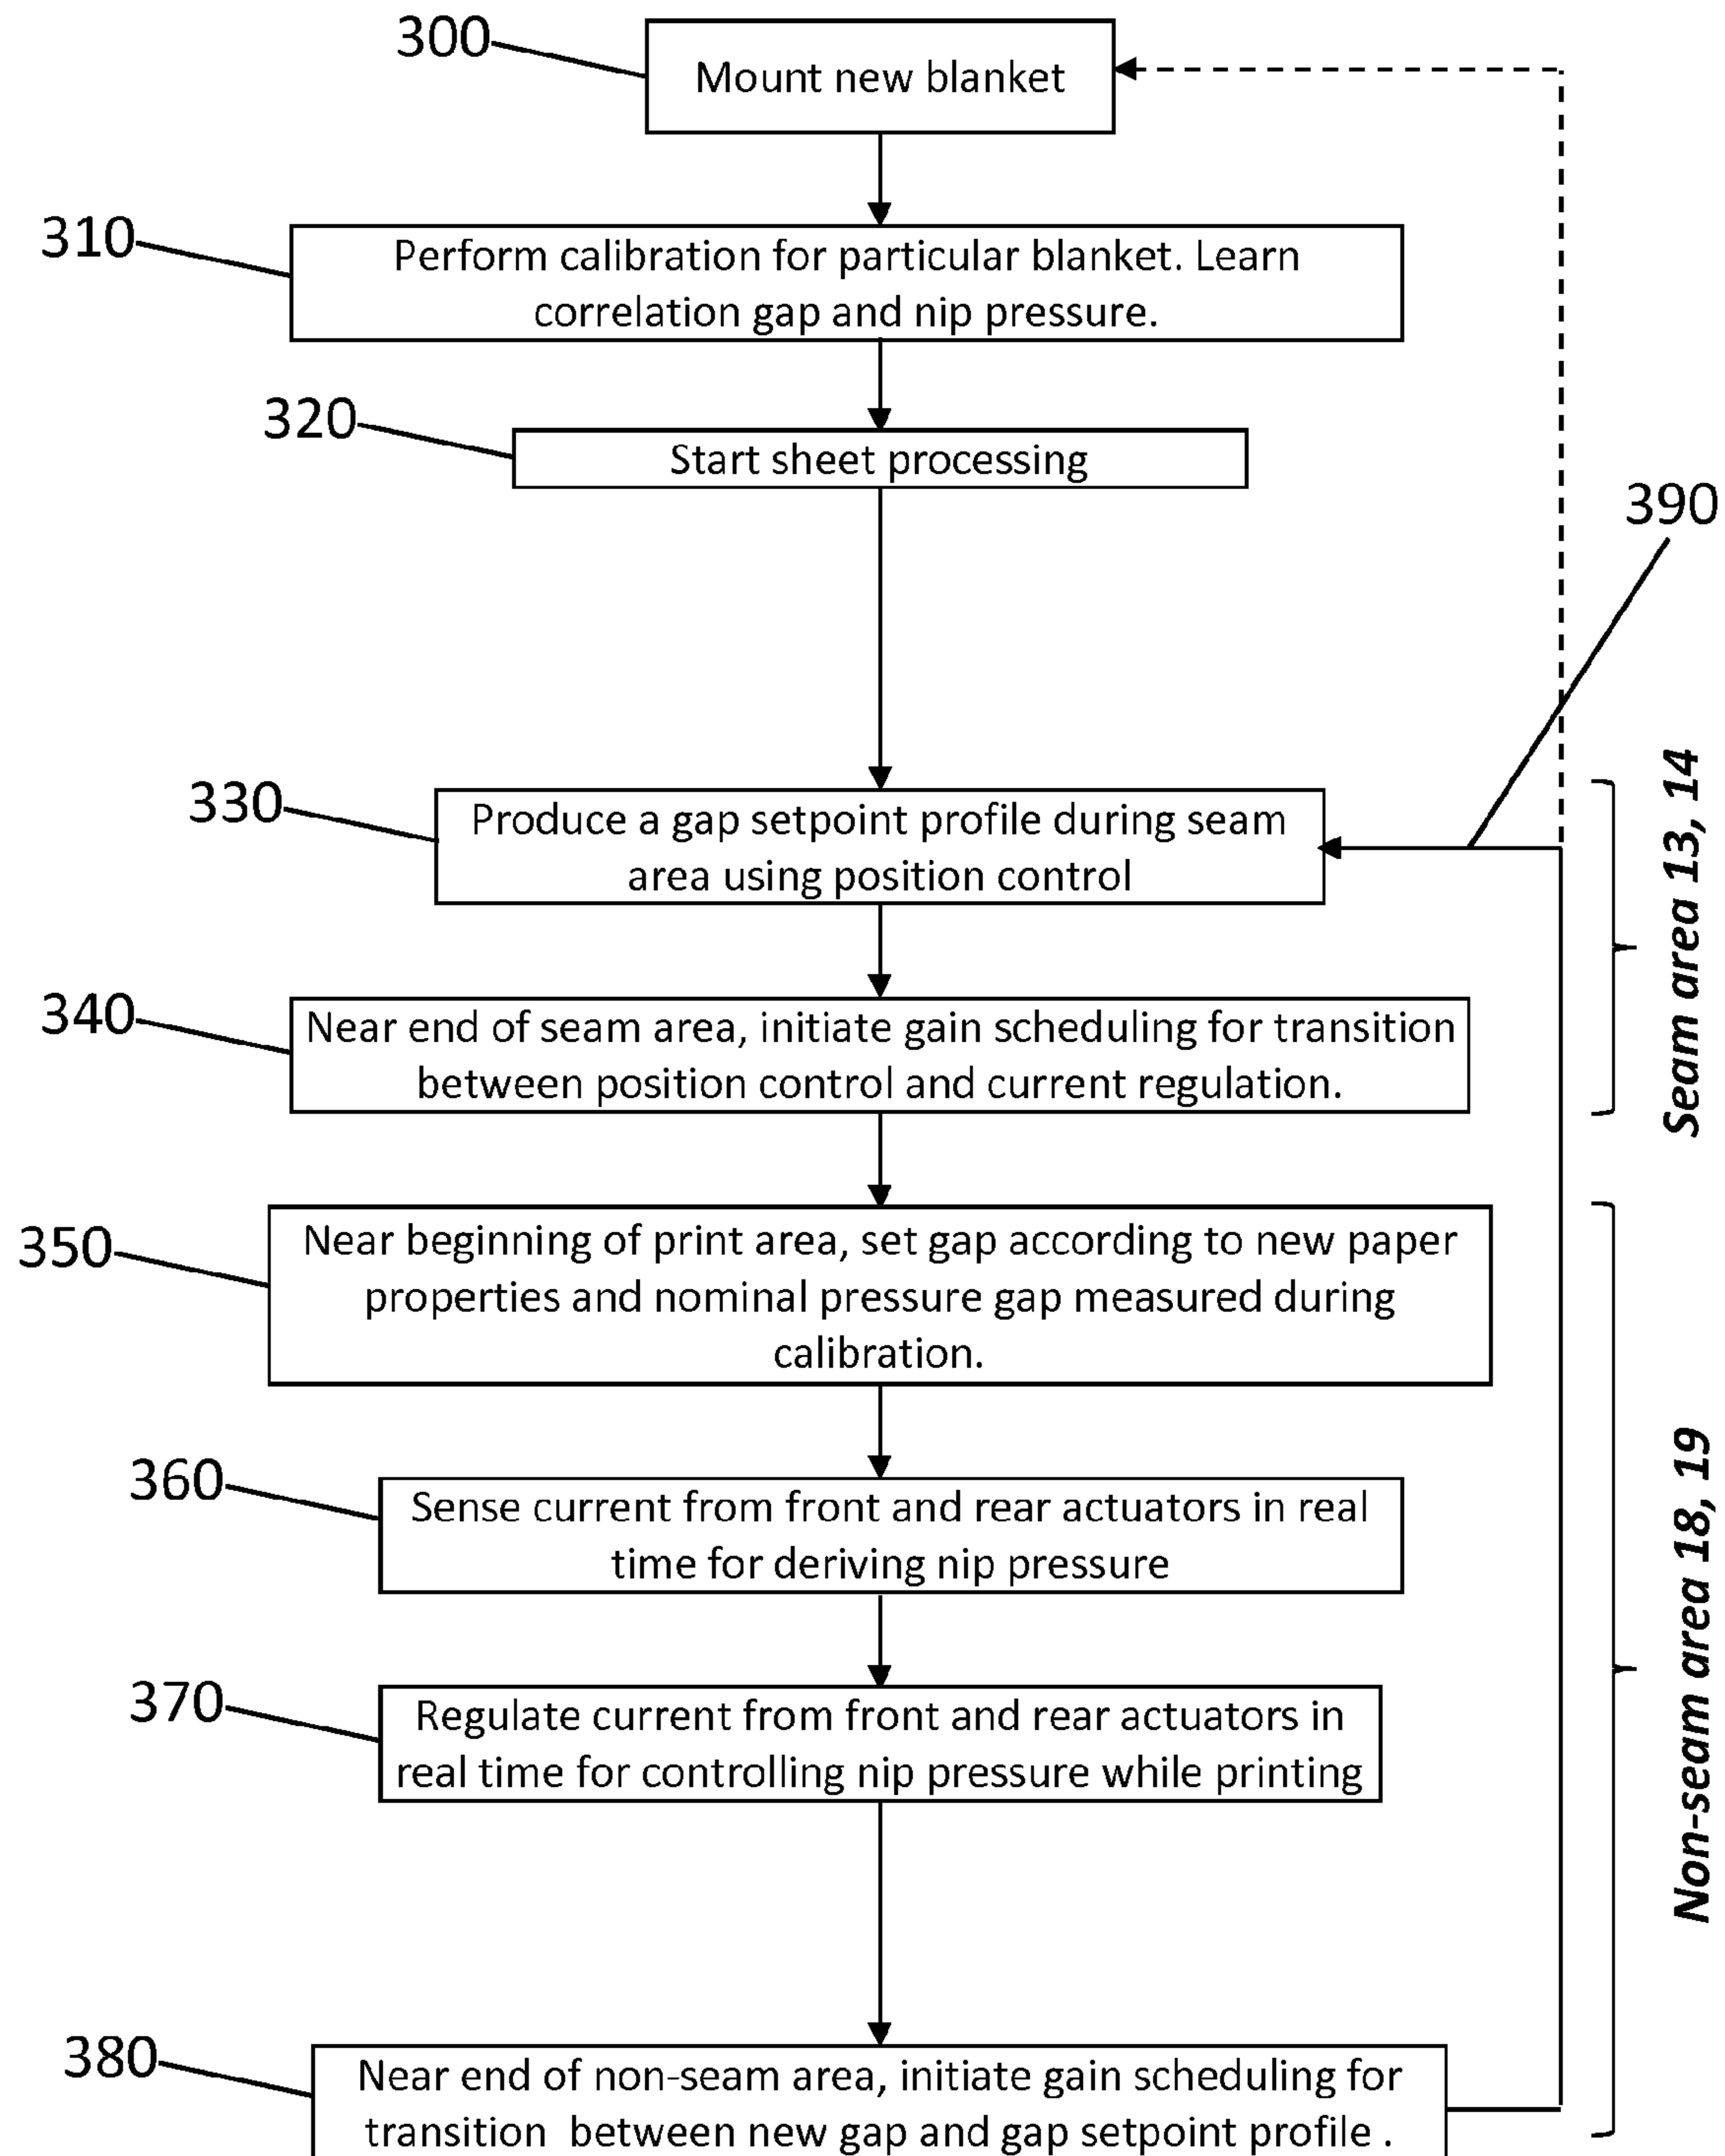 300
Mount new blanket
310
Perform calibration for particular blanket. Learn
correlation gap and nip pressure.
320
Start sheet processing
390
330
Produce a gap setpoint profile during seam
area using position control
Seam area 13, 14
340
Near end of seam area, initiate gain scheduling for transition
between position control and current regulation.
350
Near beginning of print area, set gap according to new paper
properties and nominal pressure gap measured during
calibration.
360
Sense current from front and rear actuators in real
time for deriving nip pressure
Non-seam area 18, 19
370
Regulate current from front and rear actuators in
real time for controlling nip pressure while printing
380
Near end of non-seam area, initiate gain scheduling for
transition between new gap and gap setpoint profile .